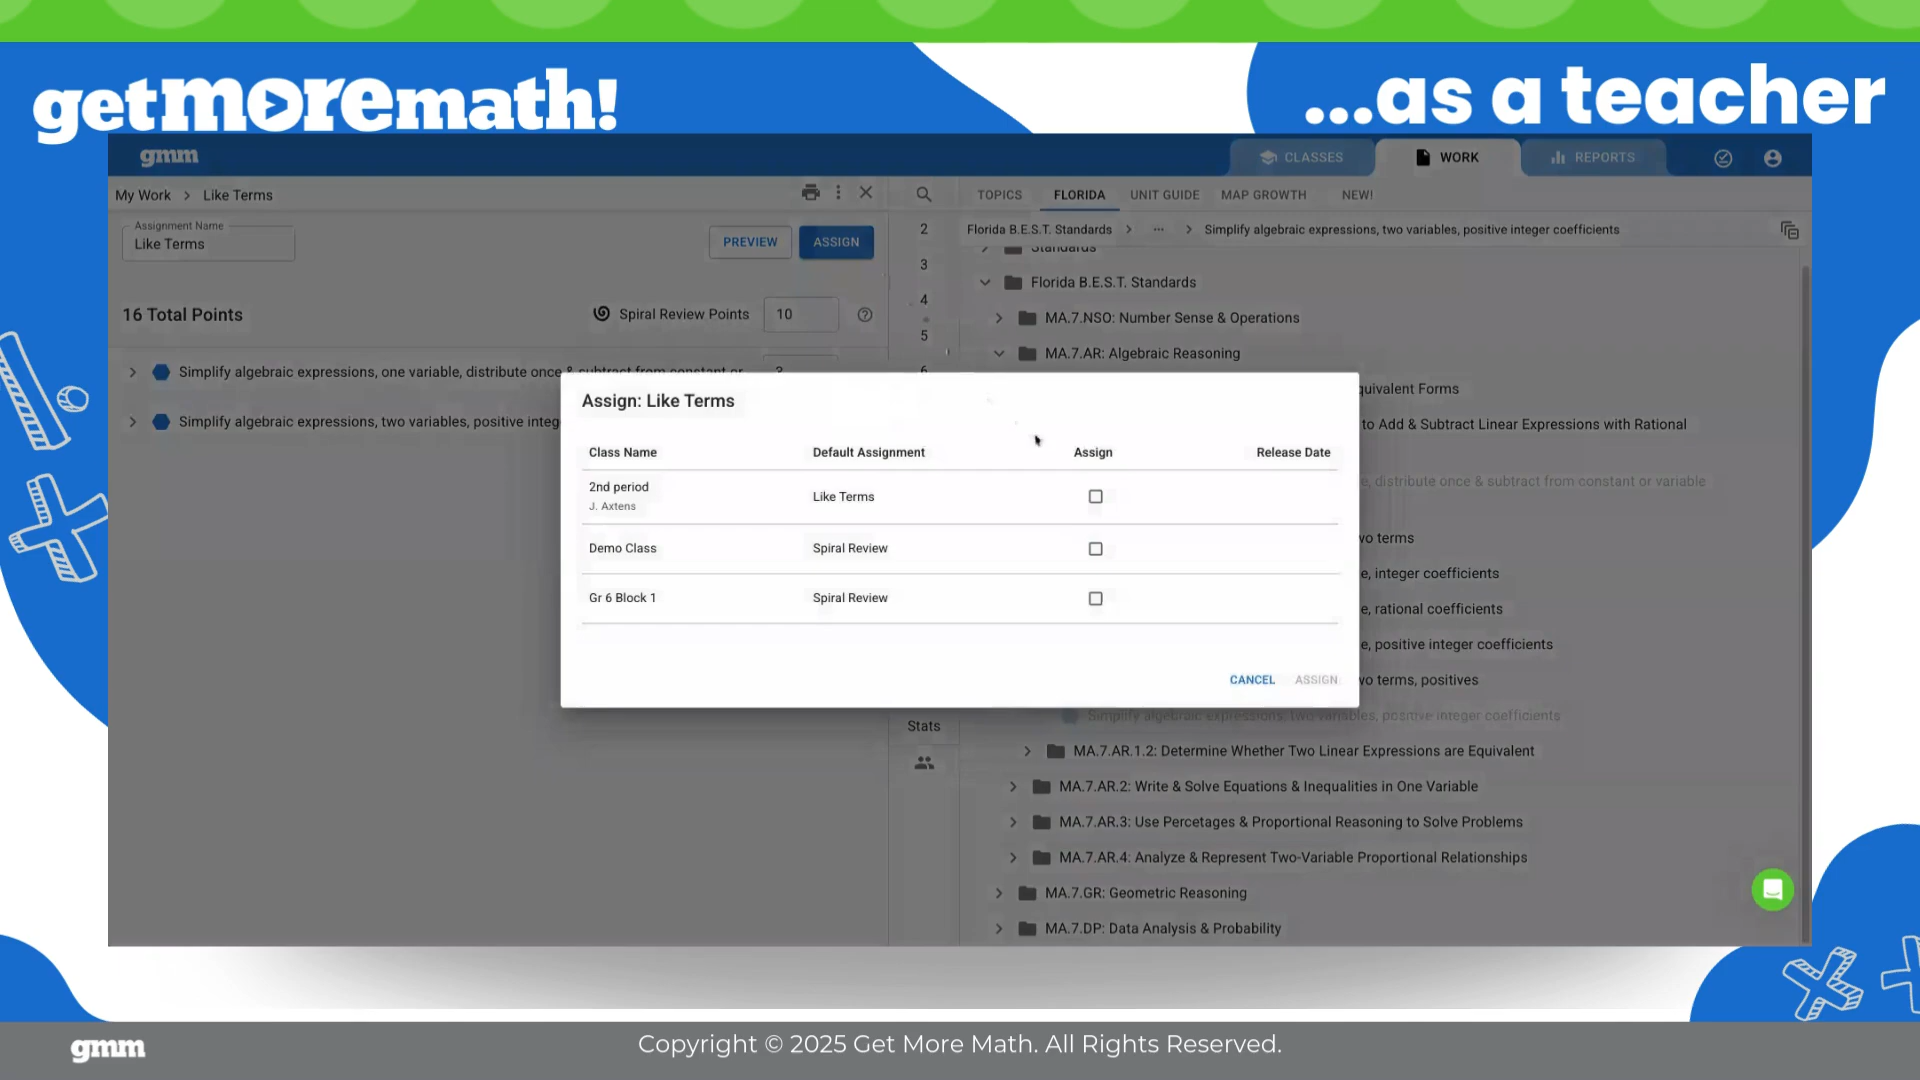 getmoremath!
...as a teacher
gmm
CLASSES
WORK
REPORTS
My Work > Like Terms
Assignment Name
Like Terms
PREVIEW
ASSIGN
16 Total Points
Spiral Review Points
10
Simplify algebraic expressions, one variable, distribute once & subtract from constant or
Simplify algebraic expressions, two variables, positive integ
2
3
4
5
6
Stats
TOPICS
FLORIDA
UNIT GUIDE
MAP GROWTH
NEW!
Florida B.E.S.T. Standards > ... > Simplify algebraic expressions, two variables, positive integer coefficients
Standards
Florida B.E.S.T. Standards
MA.7.NSO: Number Sense & Operations
MA.7.AR: Algebraic Reasoning
quivalent Forms
to Add & Subtract Linear Expressions with Rational
e, distribute once & subtract from constant or variable
vo terms
e, integer coefficients
e, rational coefficients
e, positive integer coefficients
vo terms, positives
Simplify algebraic expressions, two variables, positive integer coefficients
MA.7.AR.1.2: Determine Whether Two Linear Expressions are Equivalent
MA.7.AR.2: Write & Solve Equations & Inequalities in One Variable
MA.7.AR.3: Use Percetages & Proportional Reasoning to Solve Problems
MA.7.AR.4: Analyze & Represent Two-Variable Proportional Relationships
MA.7.GR: Geometric Reasoning
MA.7.DP: Data Analysis & Probability
Assign: Like Terms
Class Name Default Assignment Assign Release Date
2nd period
J. Axtens
Like Terms
Demo Class Spiral Review
Gr 6 Block 1 Spiral Review
CANCEL ASSIGN
gmm
Copyright © 2025 Get More Math. All Rights Reserved.